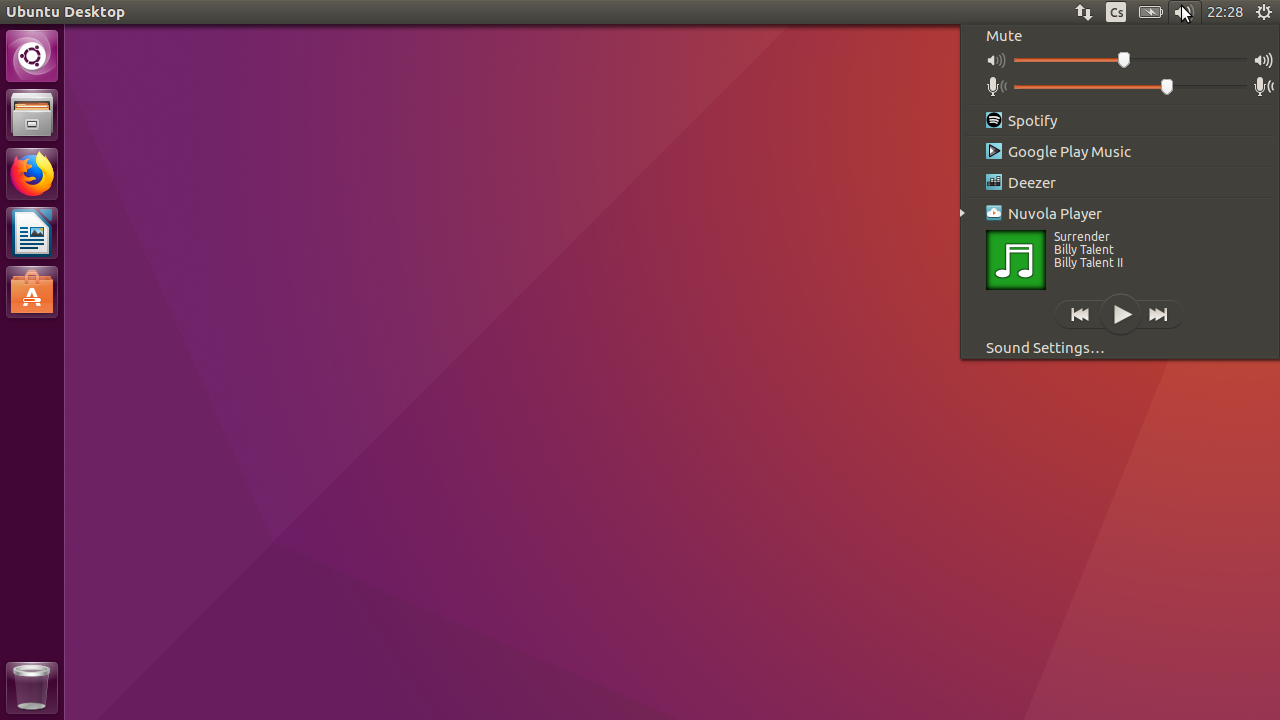 Ubuntu Desktop
Cs
22:28
Mute
Spotify
Google Play Music
Deezer
Nuvola Player
Surrender
Billy Talent
Billy Talent II
Sound Settings...